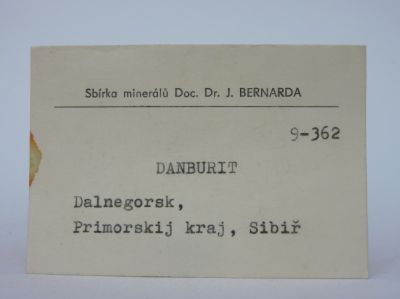 Sbírka minerálů Doc. Dr. J. BERNARDA
9-362
DANBURIT
Dalnegorsk,
Primorskij kraj, Sibiř